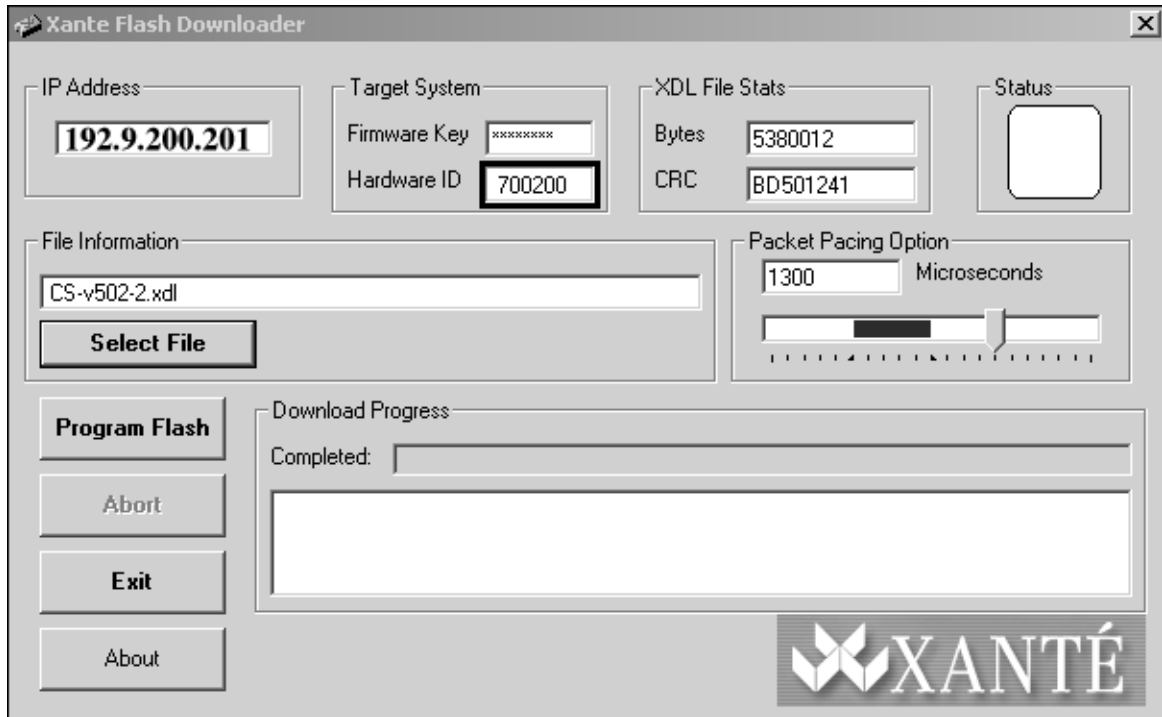 Xante Flash Downloader
IP Address
192.9.200.201
Target System
Firmware Key ********
Hardware ID 700200
XDL File Stats
Bytes 5380012
CRC BD501241
Status
File Information
CS-v502-2.xdl
Select File
Packet Pacing Option
1300 Microseconds
Program Flash
Abort
Exit
About
Download Progress
Completed:
XANTÉ